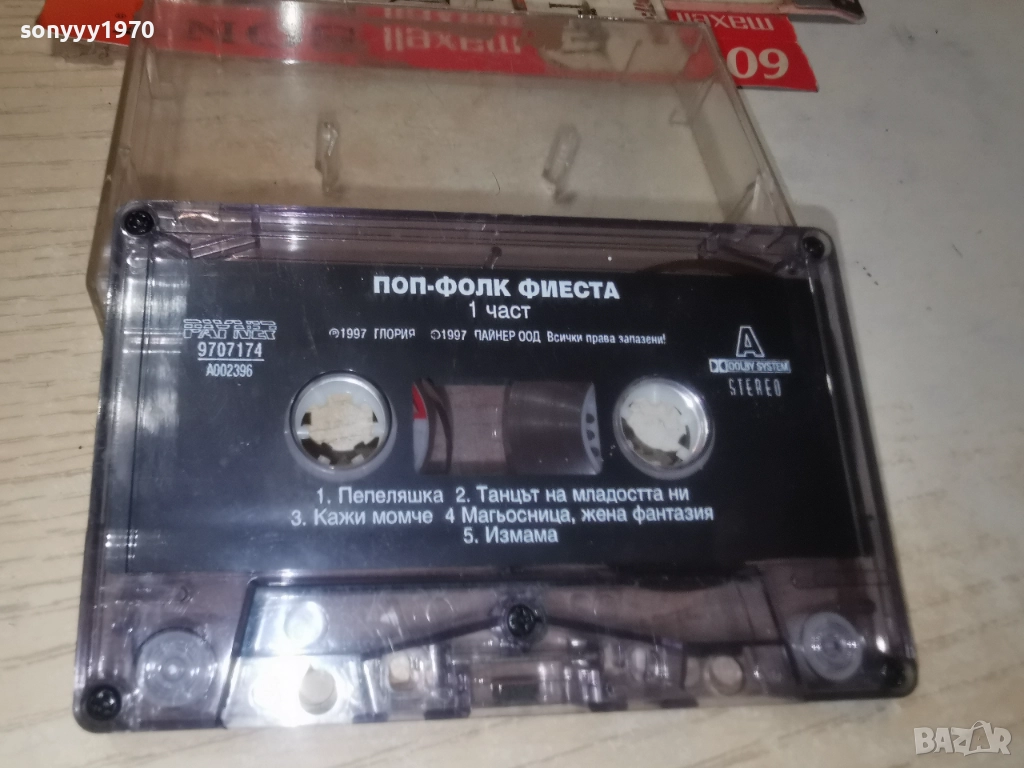 sonyyy1970
maxell
maxell
60
ПОП-ФОЛК ФИЕСТА
1 част
℗1997 ГЛОРИЯ ©1997 ПАЙНЕР ООД Всички права запазени!
PAYNER
9707174
A002396
A
DOLBY SYSTEM
STEREO
1. Пепеляшка 2. Танцът на младостта ни
3. Кажи момче 4 Магьосница, жена фантазия
5. Измама
BAZAR